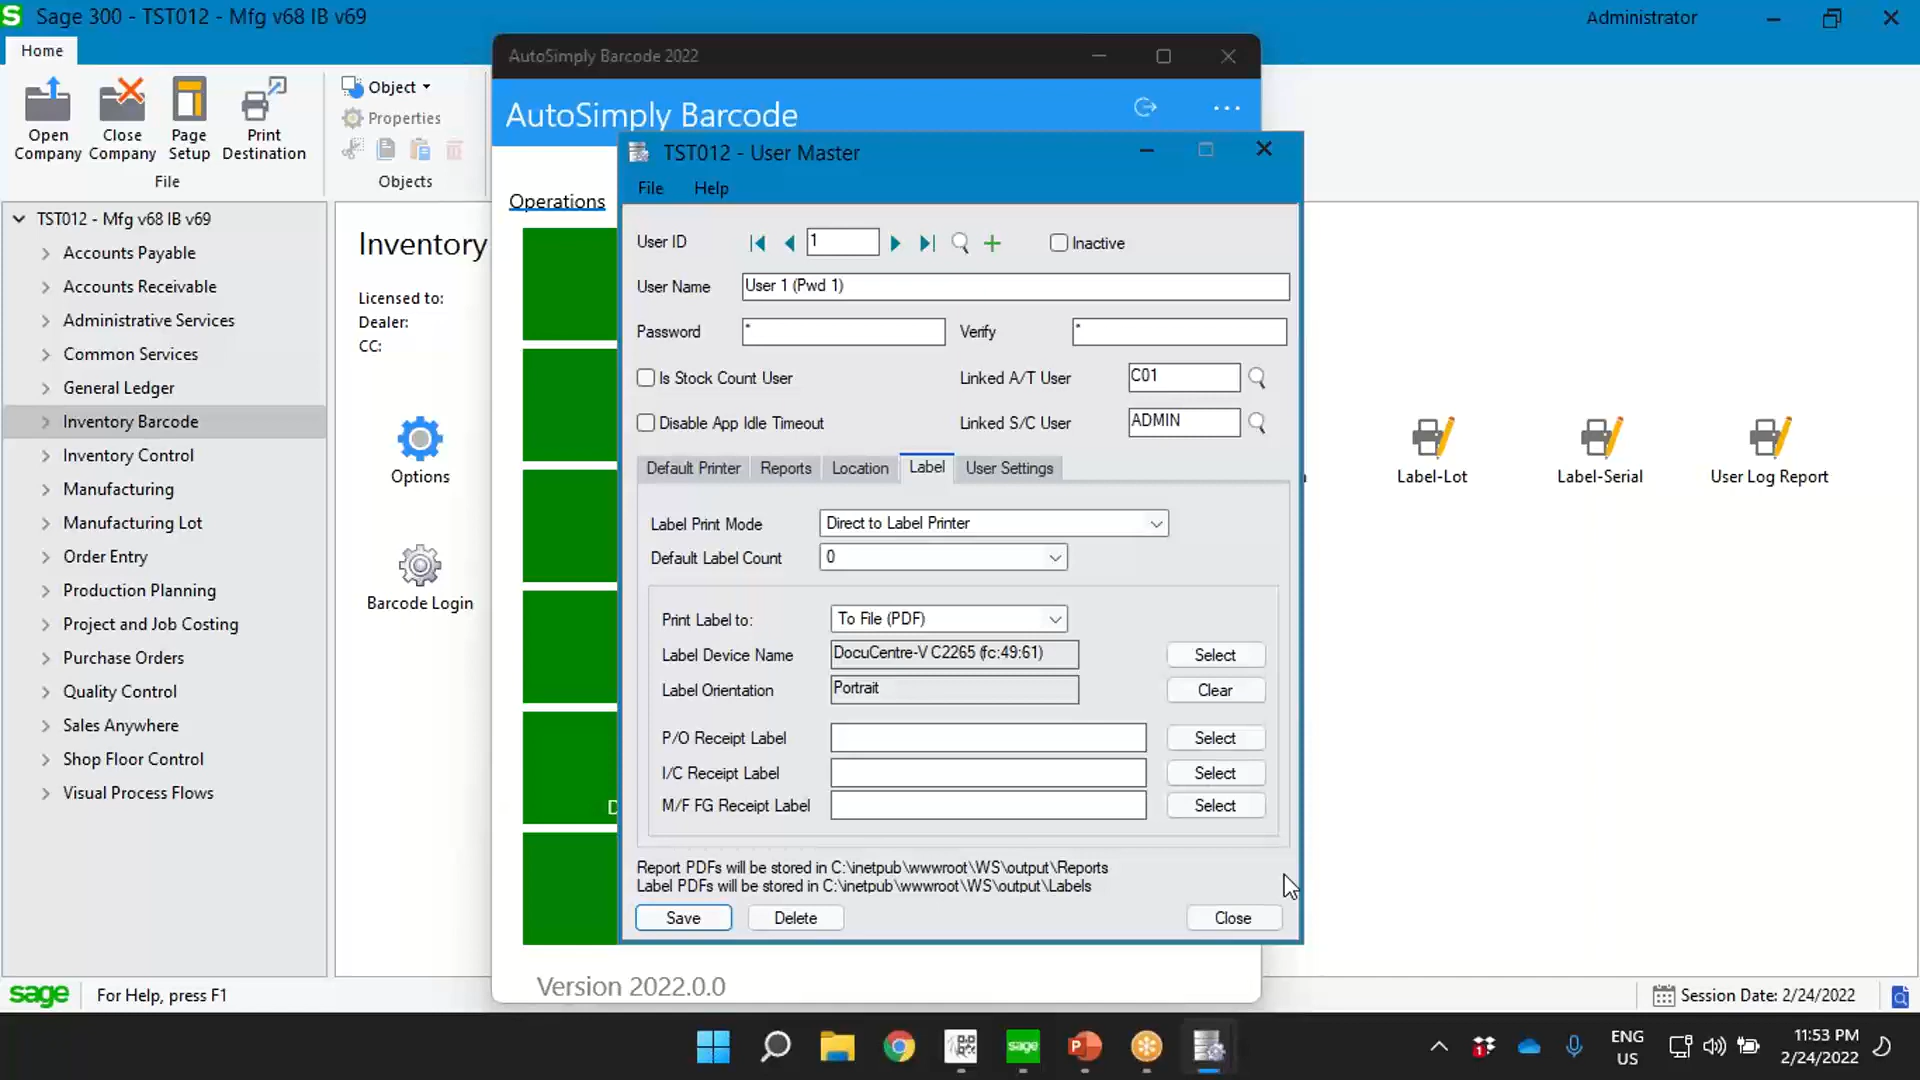 Sage 300 - TST012 - Mfg v68 IB v69
Administrator
Home
Open Company
Close Company
Page Setup
Print Destination
File
Object
Properties
Objects
AutoSimply Barcode 2022
AutoSimply Barcode
...
Operations
TST012 - Mfg v68 IB v69
Accounts Payable
Accounts Receivable
Administrative Services
Common Services
General Ledger
Inventory Barcode
Inventory Control
Manufacturing
Manufacturing Lot
Order Entry
Production Planning
Project and Job Costing
Purchase Orders
Quality Control
Sales Anywhere
Shop Floor Control
Visual Process Flows
Inventory
Licensed to:
Dealer:
CC:
Options
Barcode Login
TST012 - User Master
File Help
User ID 1 Inactive
User Name User 1 (Pwd 1)
Password * Verify *
Is Stock Count User Linked A/T User C01
Disable App Idle Timeout Linked S/C User ADMIN
Default Printer Reports Location Label User Settings
Label Print Mode Direct to Label Printer
Default Label Count 0
Print Label to: To File (PDF)
Label Device Name DocuCentre-V C2265 (fc:49:61) Select
Label Orientation Portrait Clear
P/O Receipt Label Select
I/C Receipt Label Select
M/F FG Receipt Label Select
Report PDFs will be stored in C:\inetpub\wwwroot\WS\output\Reports
Label PDFs will be stored in C:\inetpub\wwwroot\WS\output\Labels
Save Delete Close
Label-Lot
Label-Serial
User Log Report
D
Version 2022.0.0
sage For Help, press F1
Session Date: 2/24/2022
sage
P
1
ENG
US
11:53 PM
2/24/2022